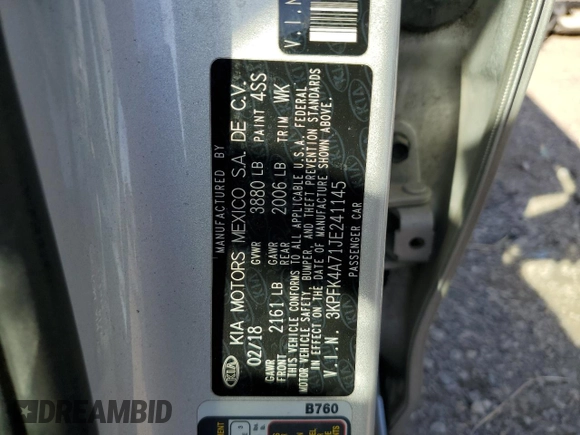 V.I.N
MANUFACTURED BY
KIA KIA MOTORS MEXICO S.A. DE C.V.
02/18 GVWR 3880 LB PAINT 4SS
GAWR FRONT 2161 LB GAWR REAR 2006 LB TRIM WK
THIS VEHICLE CONFORMS TO ALL APPLICABLE U.S.A. FEDERAL
MOTOR VEHICLE SAFETY, BUMPER, AND THEFT PREVENTION STANDARDS
IN EFFECT ON THE DATE OF MANUFACTURE SHOWN ABOVE.
V.I.N. 3KPFK4A71JE241145
PASSENGER CAR
B760
DREAMBID